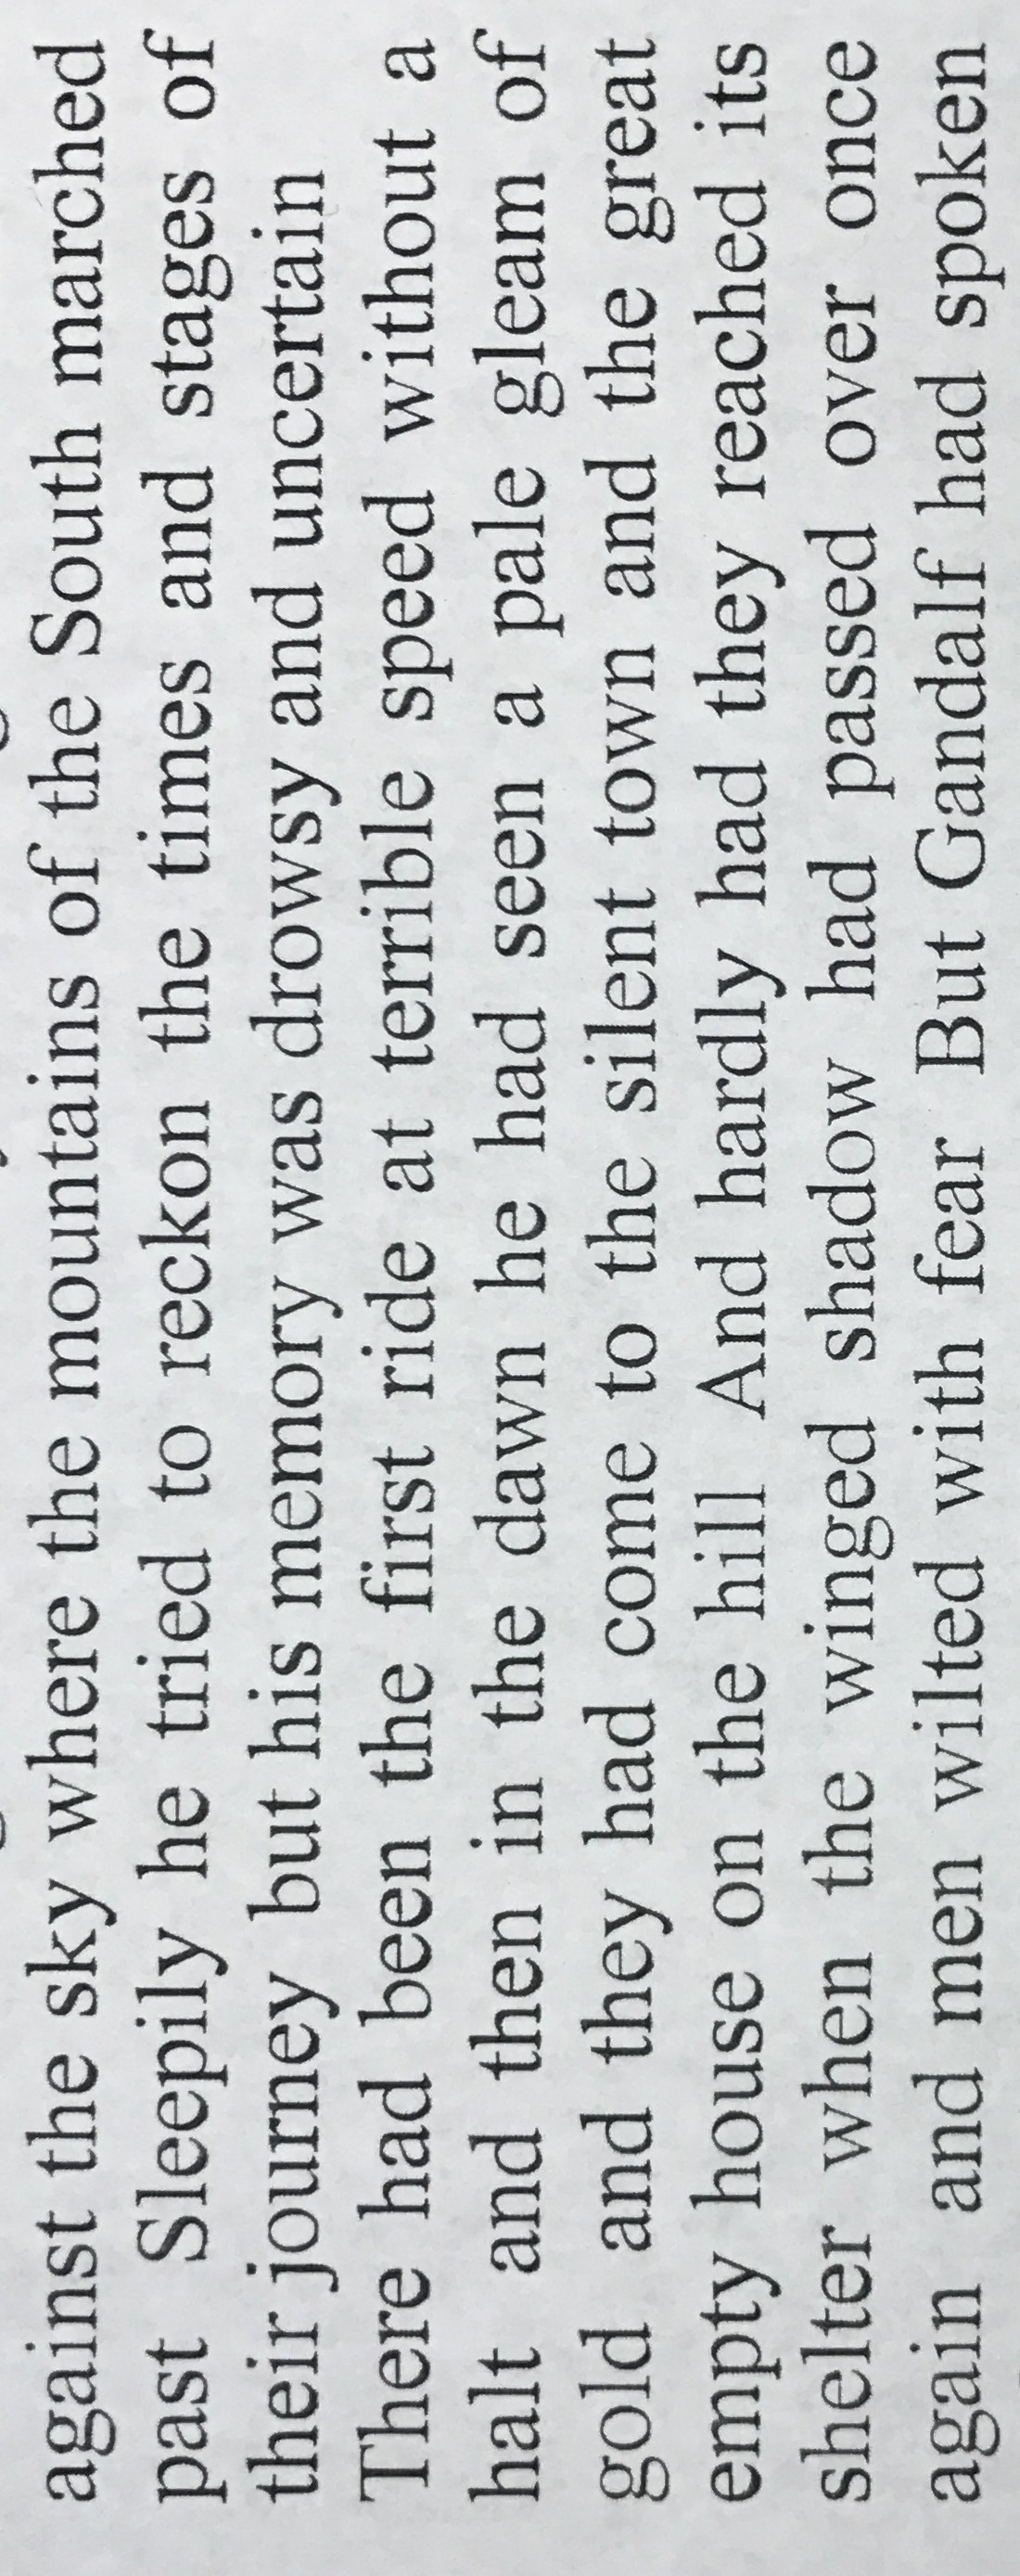 against the sky where the mountains of the South marched
past Sleepily he tried to reckon the times and stages of
their journey but his memory was drowsy and uncertain
There had been the first ride at terrible speed without a
halt and then in the dawn he had seen a pale gleam of
gold and they had come to the silent town and the great
empty house on the hill And hardly had they reached its
shelter when the winged shadow had passed over once
again and men wilted with fear But Gandalf had spoken